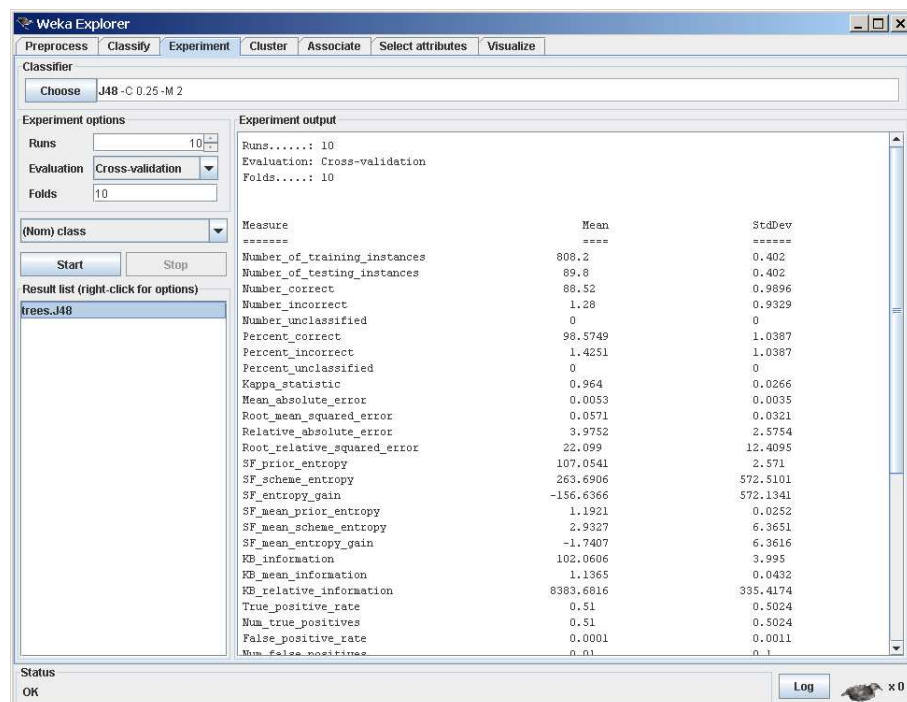 Weka Explorer
Preprocess Classify Experiment Cluster Associate Select attributes Visualize
Classifier
Choose J48 -C 0.25 -M 2
Experiment options
Runs 10
Evaluation Cross-validation
Folds 10
(Nom) class
Start Stop
Result list (right-click for options)
trees.J48
Experiment output
Runs......: 10
Evaluation: Cross-validation
Folds.....: 10
Measure Mean StdDev
======= ==== ======
Number_of_training_instances 808.2 0.402
Number_of_testing_instances 89.8 0.402
Number_correct 88.52 0.9896
Number_incorrect 1.28 0.9329
Number_unclassified 0 0
Percent_correct 98.5749 1.0387
Percent_incorrect 1.4251 1.0387
Percent_unclassified 0 0
Kappa_statistic 0.964 0.0266
Mean_absolute_error 0.0053 0.0035
Root_mean_squared_error 0.0571 0.0321
Relative_absolute_error 3.9752 2.5754
Root_relative_squared_error 22.099 12.4095
SF_prior_entropy 107.0541 2.571
SF_scheme_entropy 263.6906 572.5101
SF_entropy_gain -156.6366 572.1341
SF_mean_prior_entropy 1.1921 0.0252
SF_mean_scheme_entropy 2.9327 6.3651
SF_mean_entropy_gain -1.7407 6.3616
KB_information 102.0606 3.995
KB_mean_information 1.1365 0.0432
KB_relative_information 8383.6816 335.4174
True_positive_rate 0.51 0.5024
Num_true_positives 0.51 0.5024
False_positive_rate 0.0001 0.0011
Num_false_positives 0.01 0.1
Status
OK
Log x 0